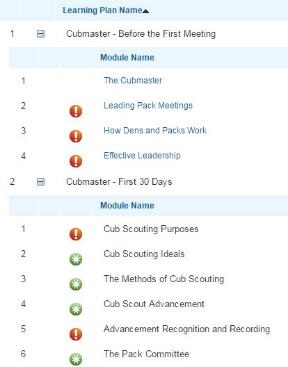 Learning Plan Name
1 Cubmaster - Before the First Meeting
Module Name
1 The Cubmaster
2 Leading Pack Meetings
3 How Dens and Packs Work
4 Effective Leadership
2 Cubmaster - First 30 Days
Module Name
1 Cub Scouting Purposes
2 Cub Scouting Ideals
3 The Methods of Cub Scouting
4 Cub Scout Advancement
5 Advancement Recognition and Recording
6 The Pack Committee